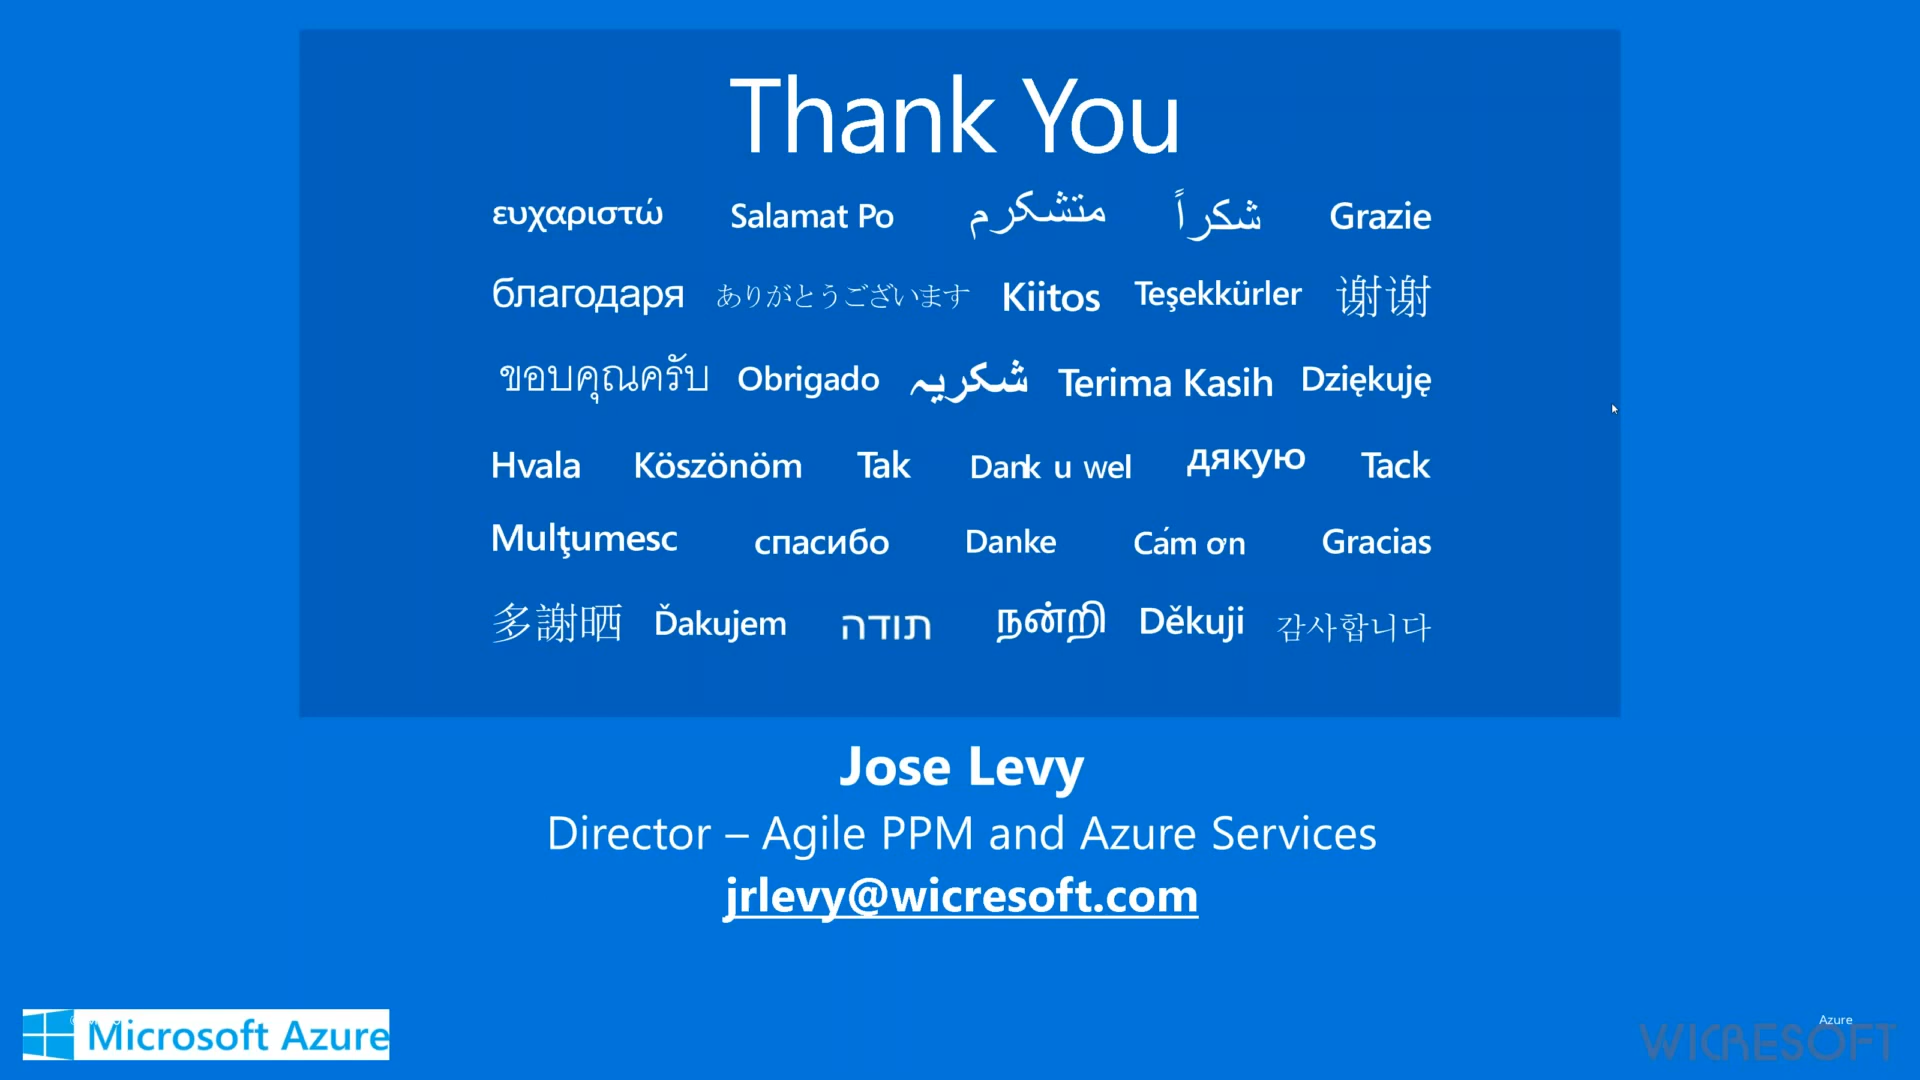 Thank You
ευχαριστώ Salamat Po متشكرم شكراً Grazie
благодаря ありがとうございます Kiitos Teşekkürler 谢谢
ขอบคุณครับ Obrigado شکریہ Terima Kasih Dziękuję
Hvala Köszönöm Tak Dank u wel дякую Tack
Mulţumesc спасибо Danke Cám ơn Gracias
多謝晒 Ďakujem תודה நன்றி Děkuji 감사합니다
Jose Levy
Director – Agile PPM and Azure Services
jrlevy@wicresoft.com
Microsoft Azure
Azure
WICRESOFT